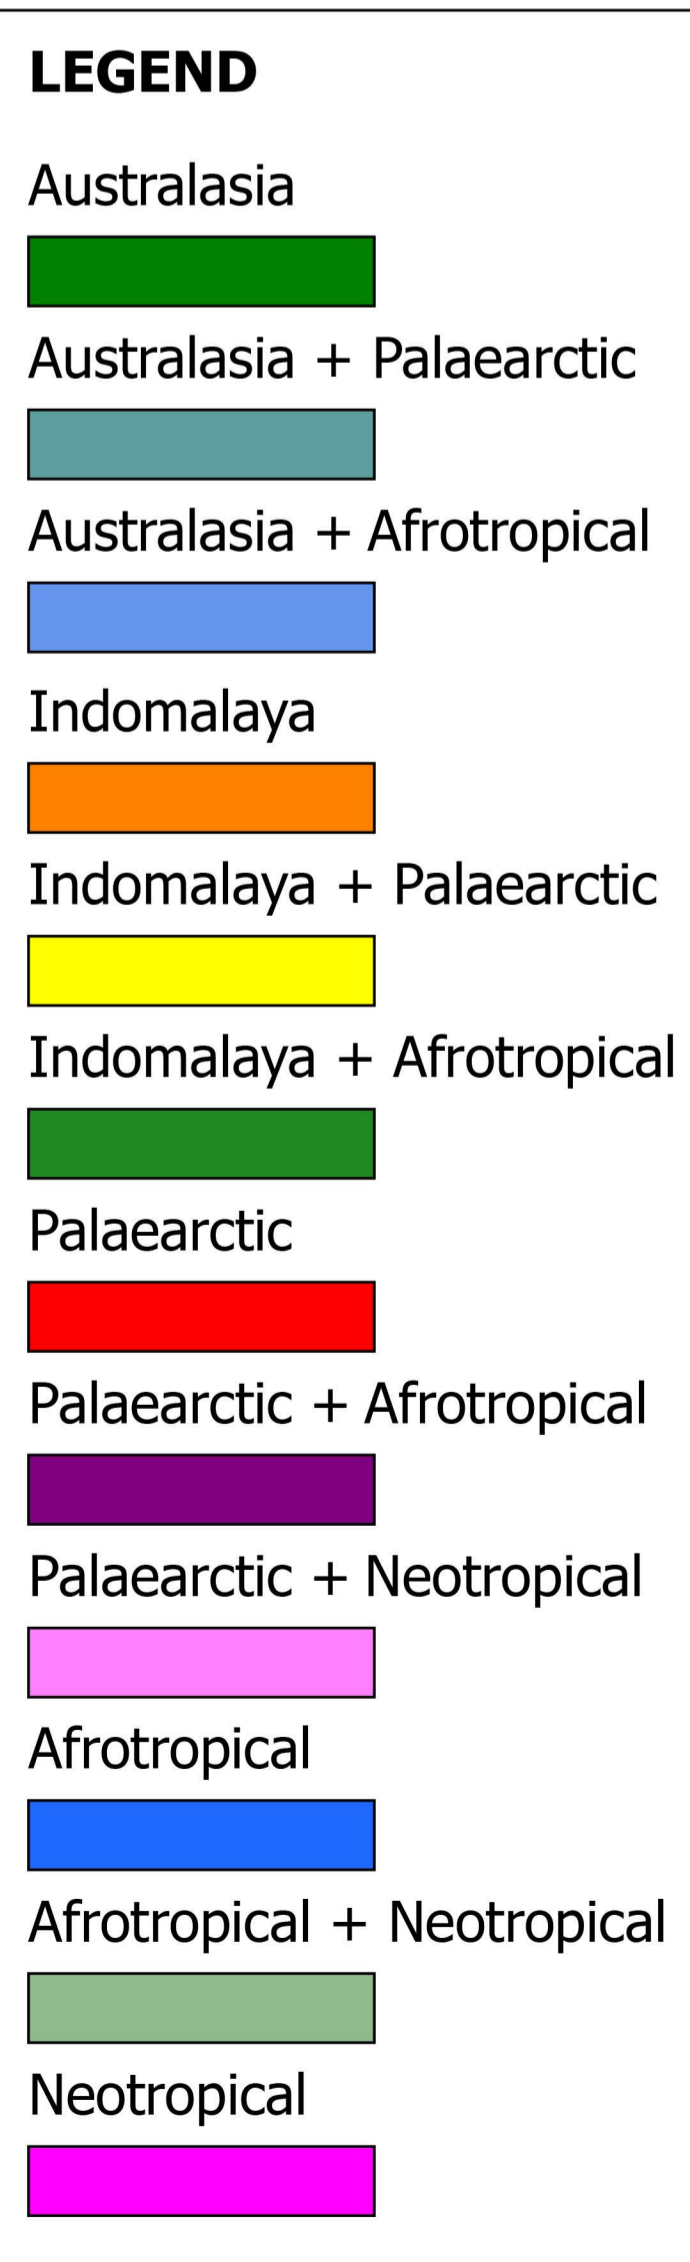 LEGEND
Australasia
Australasia + Palaearctic
Australasia + Afrotropical
Indomalaya
Indomalaya + Palaearctic
Indomalaya + Afrotropical
Palaearctic
Palaearctic + Afrotropical
Palaearctic + Neotropical
Afrotropical
Afrotropical + Neotropical
Neotropical